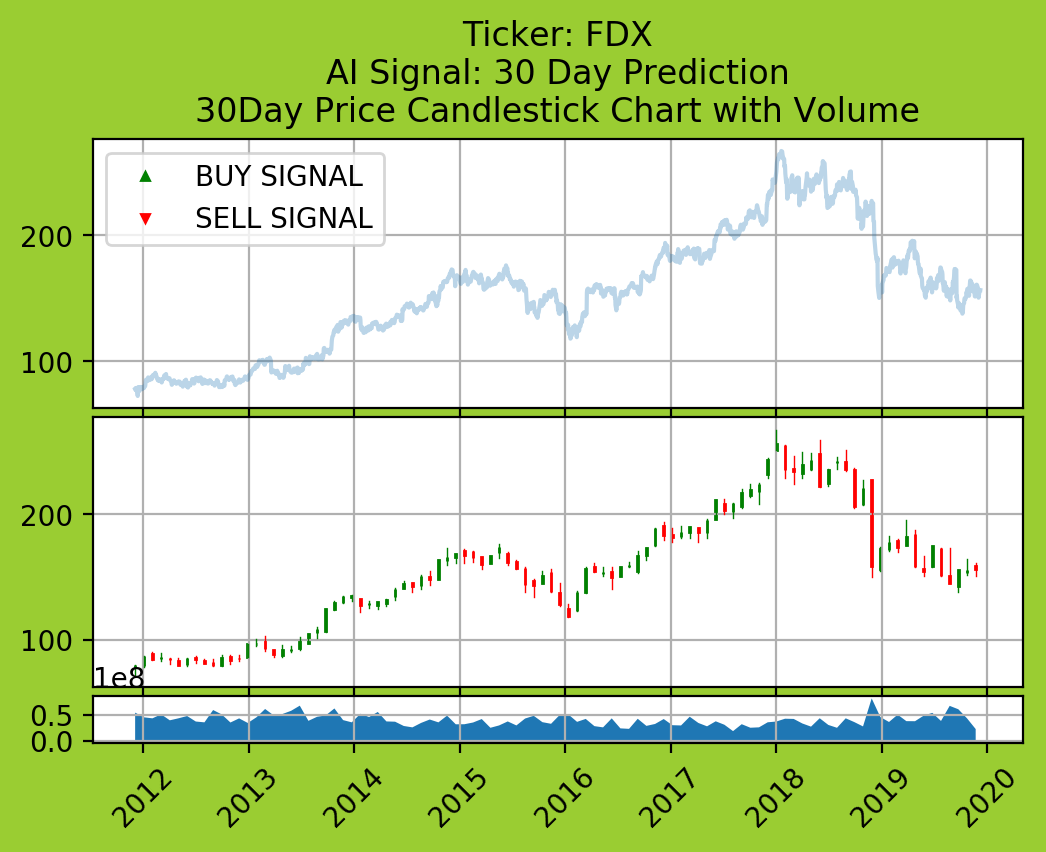 Ticker: FDX
AI Signal: 30 Day Prediction
30Day Price Candlestick Chart with Volume
BUY SIGNAL
SELL SIGNAL
200
100
200
100
1e8
0.5
0.0
2012
2013
2014
2015
2016
2017
2018
2019
2020